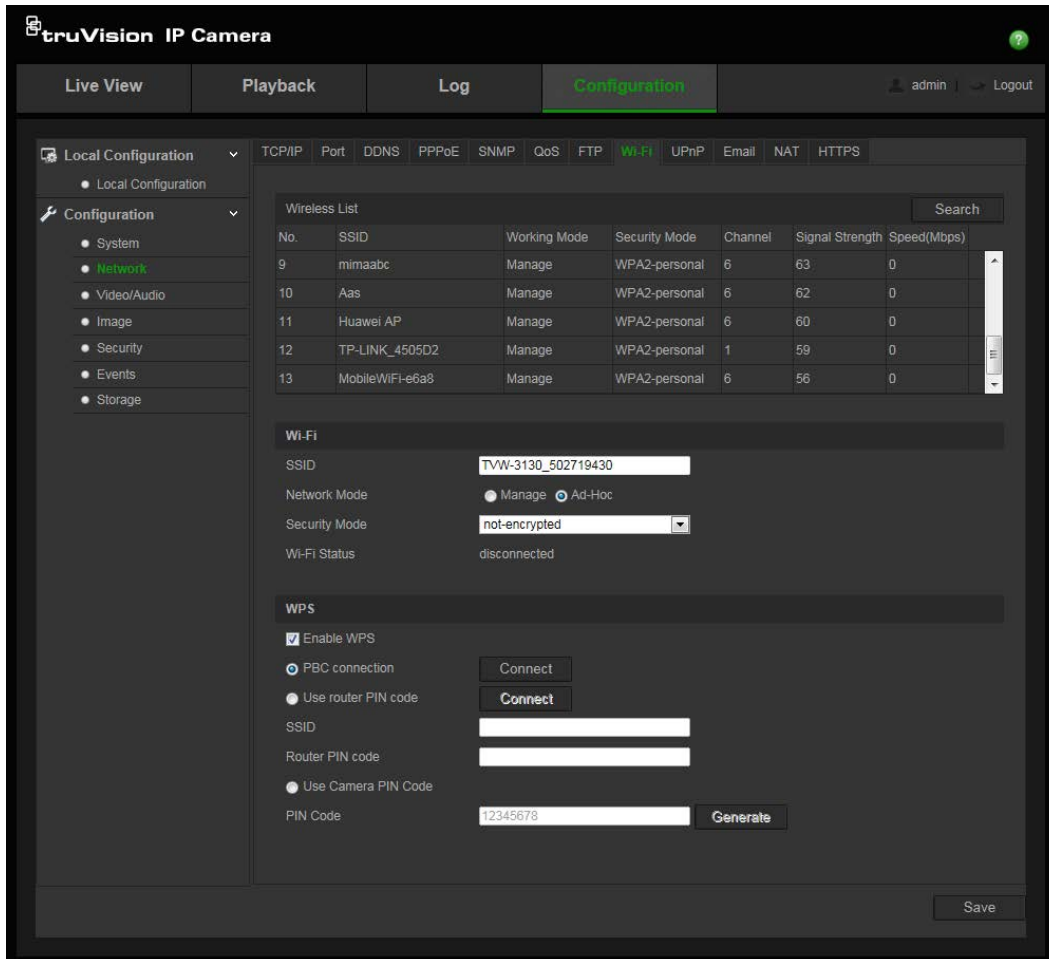 truVision IP Camera
?
Live View Playback Log Configuration admin | Logout
Local Configuration
Local Configuration
Configuration
System
Network
Video/Audio
Image
Security
Events
Storage
TCP/IP Port DDNS PPPoE SNMP QoS FTP Wi-Fi UPnP Email NAT HTTPS
Wireless List Search
No. SSID Working Mode Security Mode Channel Signal Strength Speed(Mbps)
9 mimaabc Manage WPA2-personal 6 63 0
10 Aas Manage WPA2-personal 6 62 0
11 Huawei AP Manage WPA2-personal 6 60 0
12 TP-LINK_4505D2 Manage WPA2-personal 1 59 0
13 MobileWiFi-e6a8 Manage WPA2-personal 6 56 0
Wi-Fi
SSID TVW-3130_502719430
Network Mode Manage Ad-Hoc
Security Mode not-encrypted
Wi-Fi Status disconnected
WPS
Enable WPS
PBC connection Connect
Use router PIN code Connect
SSID
Router PIN code
Use Camera PIN Code
PIN Code 12345678 Generate
Save